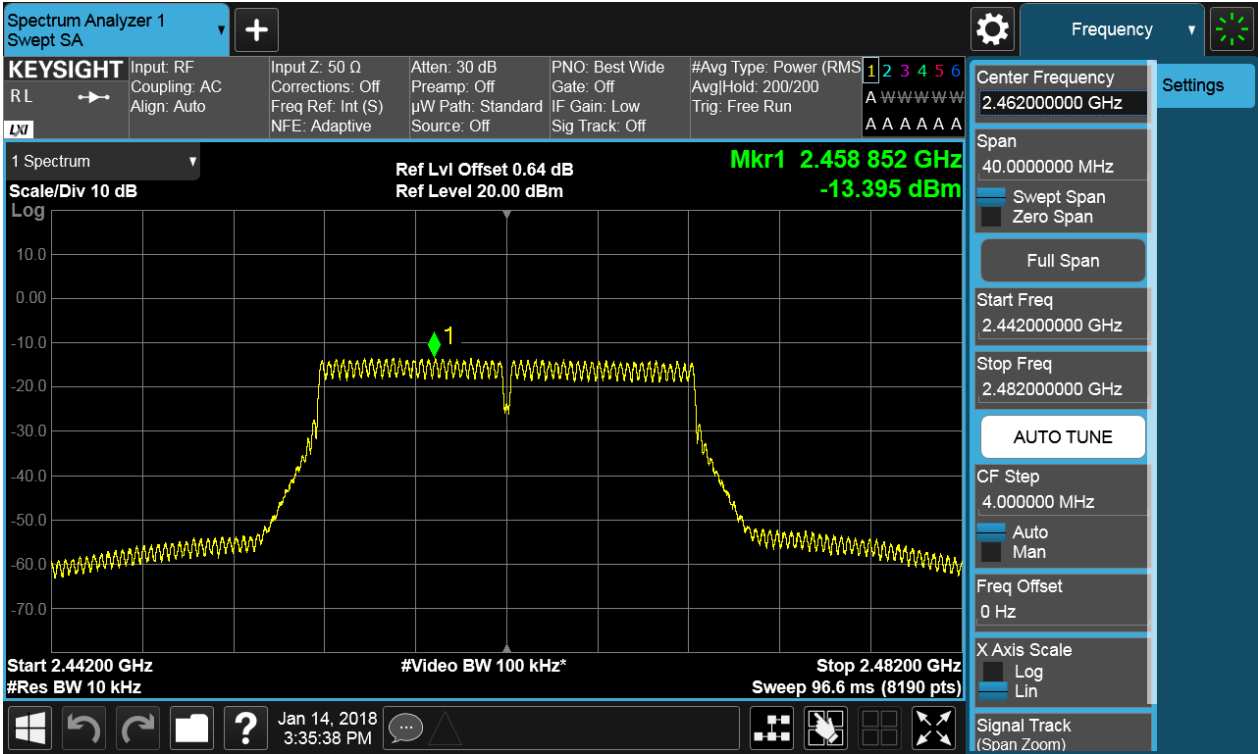 Spectrum Analyzer 1
Swept SA
+
Frequency
KEYSIGHT
R L
LXI
Input: RF
Coupling: AC
Align: Auto
Input Z: 50 Ω
Corrections: Off
Freq Ref: Int (S)
NFE: Adaptive
Atten: 30 dB
Preamp: Off
µW Path: Standard
Source: Off
PNO: Best Wide
Gate: Off
IF Gain: Low
Sig Track: Off
#Avg Type: Power (RMS
Avg|Hold: 200/200
Trig: Free Run
1 2 3 4 5 6
A W W W W W
A A A A A A
1 Spectrum
Scale/Div 10 dB
Log
Ref Lvl Offset 0.64 dB
Ref Level 20.00 dBm
Mkr1 2.458 852 GHz
-13.395 dBm
10.0
0.00
-10.0
-20.0
-30.0
-40.0
-50.0
-60.0
-70.0
1
Start 2.44200 GHz
#Res BW 10 kHz
#Video BW 100 kHz*
Stop 2.48200 GHz
Sweep 96.6 ms (8190 pts)
Center Frequency
2.462000000 GHz
Span
40.0000000 MHz
Swept Span
Zero Span
Full Span
Start Freq
2.442000000 GHz
Stop Freq
2.482000000 GHz
AUTO TUNE
CF Step
4.000000 MHz
Auto
Man
Freq Offset
0 Hz
X Axis Scale
Log
Lin
Signal Track
(Span Zoom)
Settings
?
Jan 14, 2018
3:35:38 PM